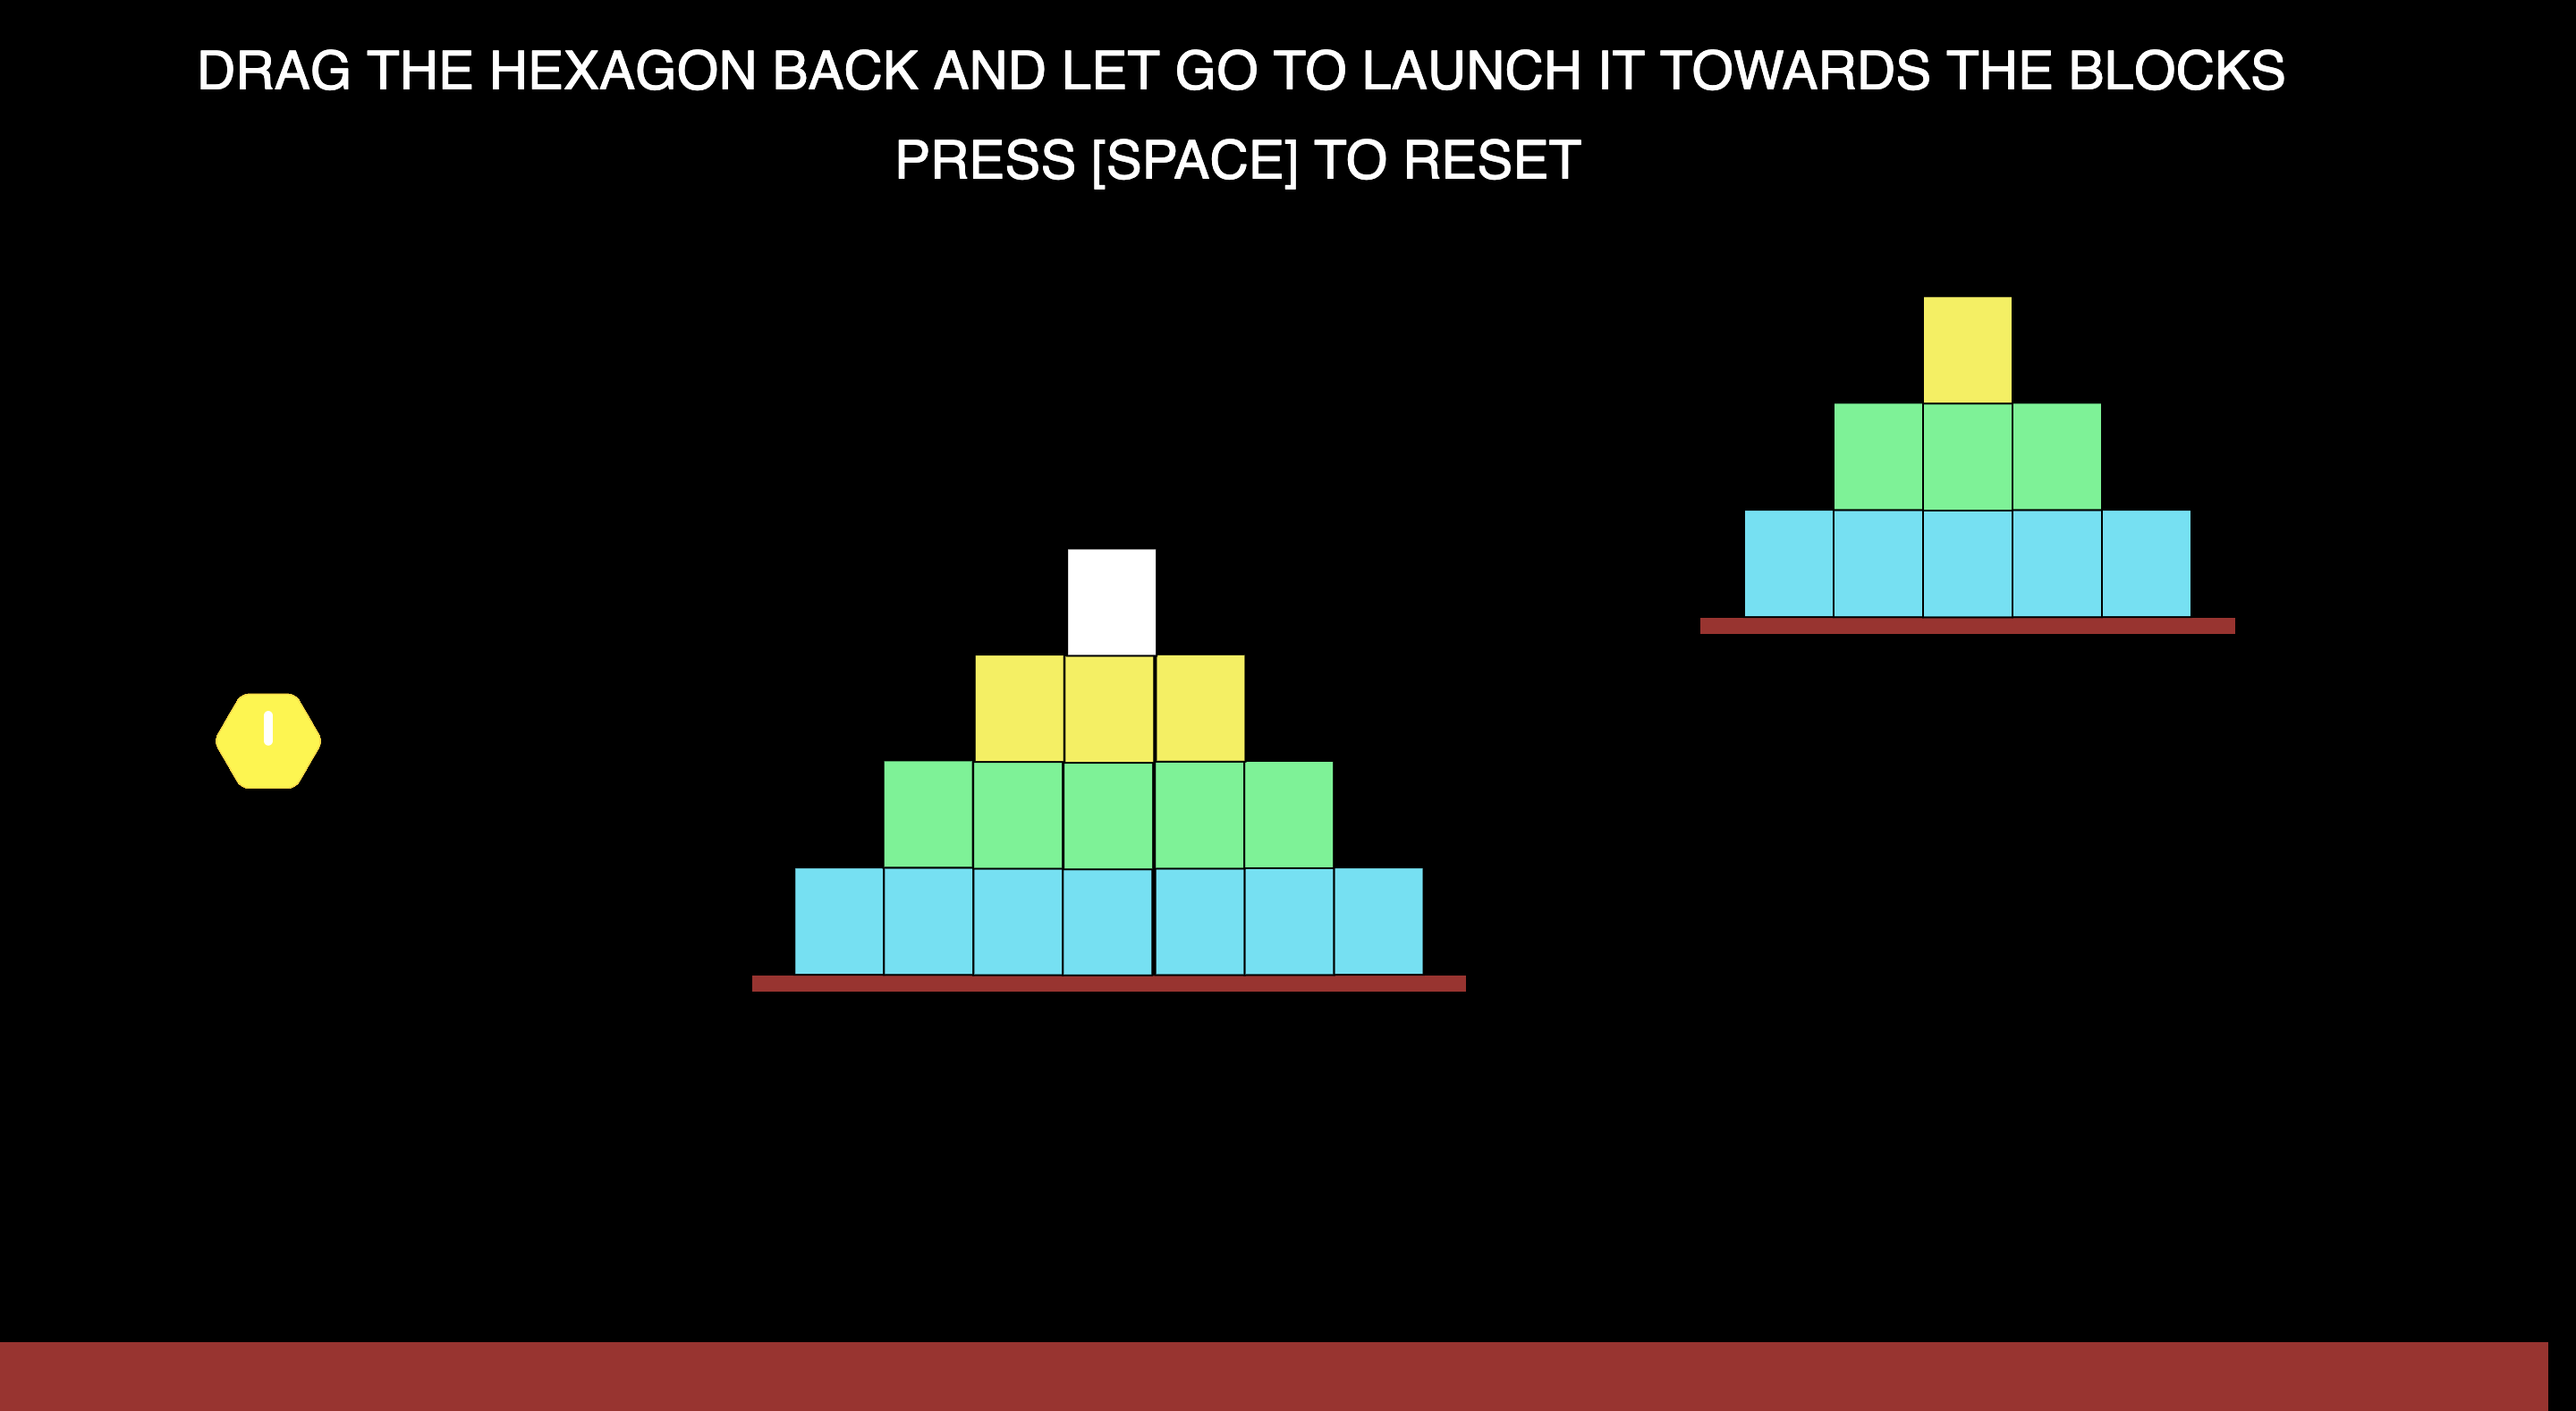 DRAG THE HEXAGON BACK AND LET GO TO LAUNCH IT TOWARDS THE BLOCKS
PRESS [SPACE] TO RESET